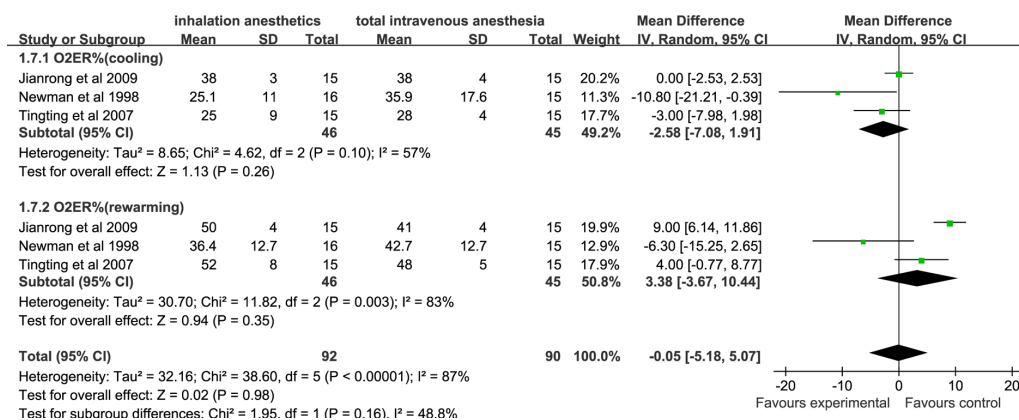 inhalation anesthetics total intravenous anesthesia Mean Difference Mean Difference
Study or Subgroup Mean SD Total Mean SD Total Weight IV, Random, 95% CI IV, Random, 95% CI
1.7.1 O2ER%(cooling)
Jianrong et al 2009 38 3 15 38 4 15 20.2% 0.00 [-2.53, 2.53]
Newman et al 1998 25.1 11 16 35.9 17.6 15 11.3% -10.80 [-21.21, -0.39]
Tingting et al 2007 25 9 15 28 4 15 17.7% -3.00 [-7.98, 1.98]
Subtotal (95% CI) 46 45 49.2% -2.58 [-7.08, 1.91]
Heterogeneity: Tau² = 8.65; Chi² = 4.62, df = 2 (P = 0.10); I² = 57%
Test for overall effect: Z = 1.13 (P = 0.26)
1.7.2 O2ER%(rewarming)
Jianrong et al 2009 50 4 15 41 4 15 19.9% 9.00 [6.14, 11.86]
Newman et al 1998 36.4 12.7 16 42.7 12.7 15 12.9% -6.30 [-15.25, 2.65]
Tingting et al 2007 52 8 15 48 5 15 17.9% 4.00 [-0.77, 8.77]
Subtotal (95% CI) 46 45 50.8% 3.38 [-3.67, 10.44]
Heterogeneity: Tau² = 30.70; Chi² = 11.82, df = 2 (P = 0.003); I² = 83%
Test for overall effect: Z = 0.94 (P = 0.35)
Total (95% CI) 92 90 100.0% -0.05 [-5.18, 5.07]
Heterogeneity: Tau² = 32.16; Chi² = 38.60, df = 5 (P < 0.00001); I² = 87%
Test for overall effect: Z = 0.02 (P = 0.98)
Test for subgroup differences: Chi² = 1.95, df = 1 (P = 0.16), I² = 48.8%
-20 -10 0 10 20
Favours experimental Favours control